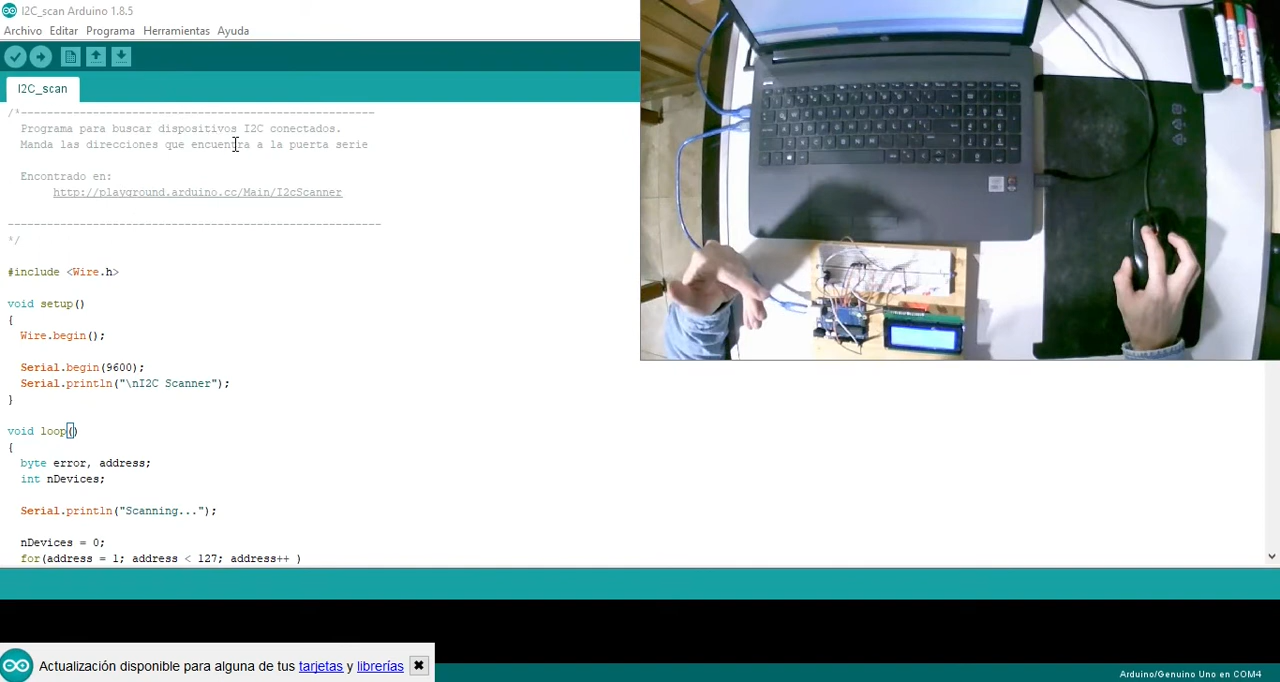 I2C_scan Arduino 1.8.5
Archivo Editar Programa Herramientas Ayuda
I2C_scan
/*-------------------------------------------------------
Programa para buscar dispositivos I2C conectados.
Manda las direcciones que encuentra a la puerta serie
Encontrado en:
http://playground.arduino.cc/Main/I2cScanner
---------------------------------------------------------
*/
#include <Wire.h>
void setup()
{
Wire.begin();
Serial.begin(9600);
Serial.println("\nI2C Scanner");
}
void loop()
{
byte error, address;
int nDevices;
Serial.println("Scanning...");
nDevices = 0;
for(address = 1; address < 127; address++ )
Actualización disponible para alguna de tus tarjetas y librerías
Arduino/Genuino Uno en COM4